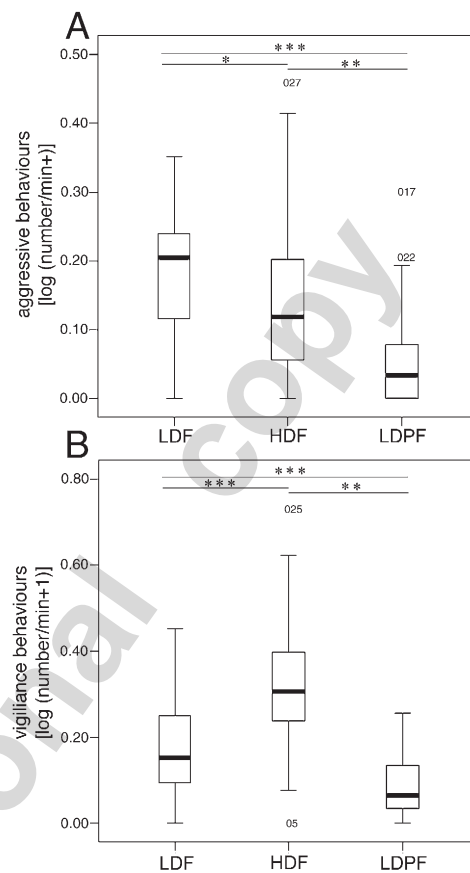 A
0.50
0.40
0.30
0.20
0.10
0.00
aggressive behaviours
[log (number/min+)]
***
*
**
027
017
022
LDF HDF LDPF
B
0.80
0.60
0.40
0.20
0.00
vigiliance behaviours
[log (number/min+1)]
***
***
**
025
05
LDF HDF LDPF
copy
onal